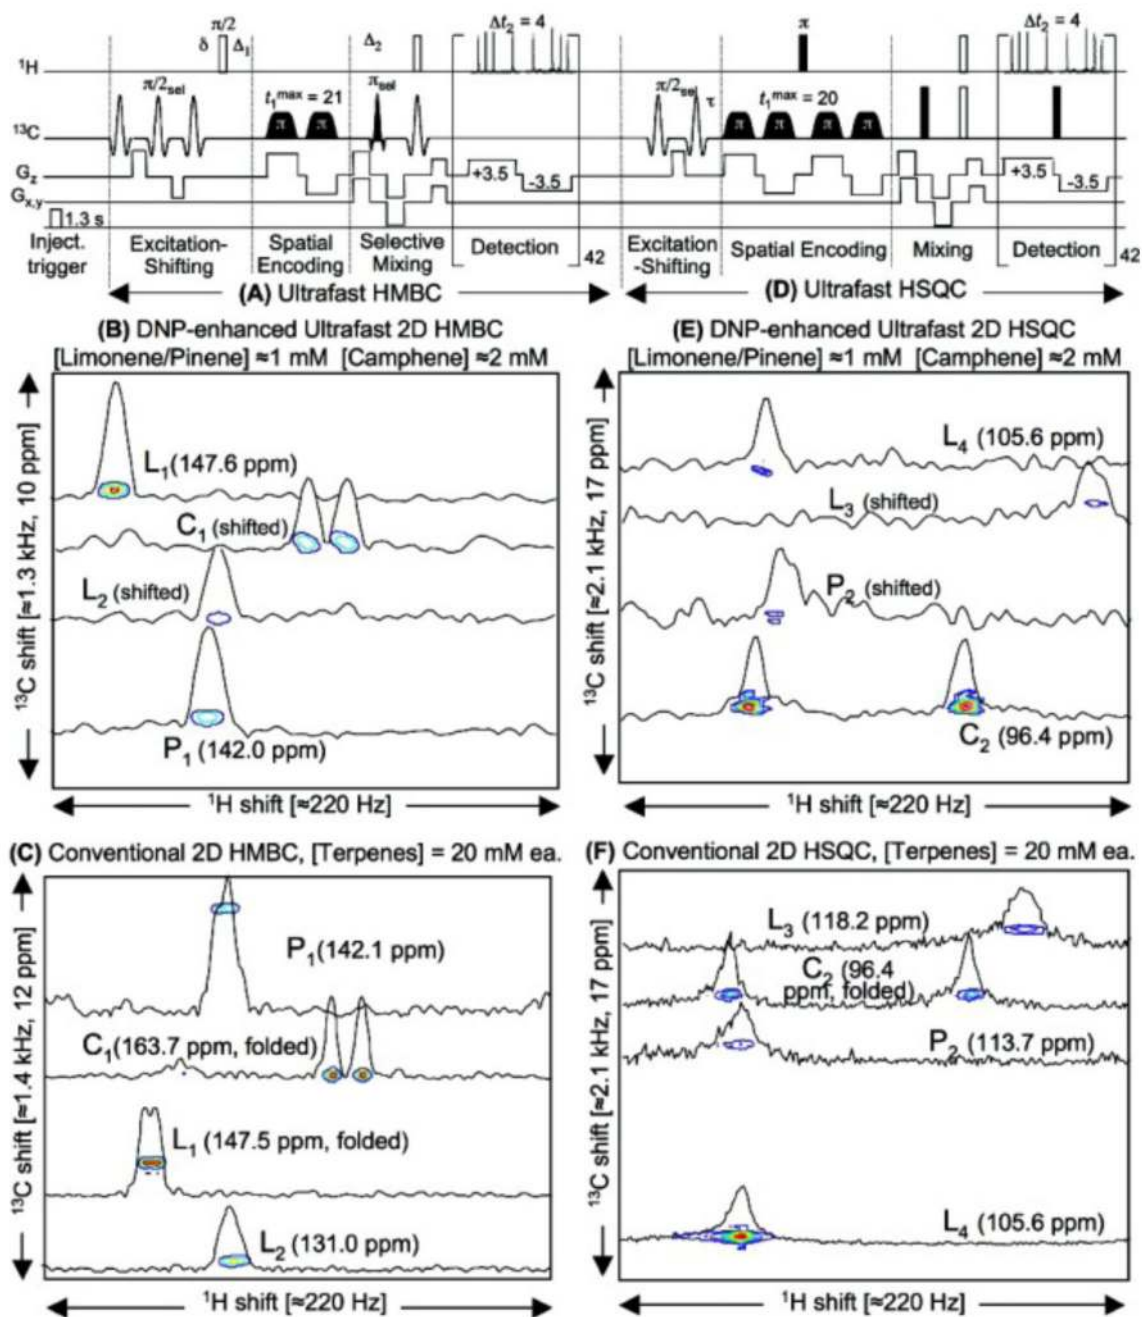 π/2
δ Δ₁ Δ₂ Δt₂ = 4 π Δt₂ = 4
¹H
π/2sel πsel π/2sel τ
t₁max = 21 t₁max = 20
π π π π π π
¹³C
Gz +3.5 -3.5 +3.5 -3.5
Gx,y
1.3 s
Inject. trigger
Excitation-Shifting
Spatial Encoding
Selective Mixing
Detection
42
Excitation -Shifting
Spatial Encoding
Mixing
Detection
42
(A) Ultrafast HMBC
(D) Ultrafast HSQC
(B) DNP-enhanced Ultrafast 2D HMBC
[Limonene/Pinene] ≈1 mM [Camphene] ≈2 mM
¹³C shift [≈1.3 kHz, 10 ppm]
L₁(147.6 ppm)
C₁ (shifted)
L₂ (shifted)
P₁ (142.0 ppm)
¹H shift [≈220 Hz]
(E) DNP-enhanced Ultrafast 2D HSQC
[Limonene/Pinene] ≈1 mM [Camphene] ≈2 mM
¹³C shift [≈2.1 kHz, 17 ppm]
L₄ (105.6 ppm)
L₃ (shifted)
P₂ (shifted)
C₂ (96.4 ppm)
¹H shift [≈220 Hz]
(C) Conventional 2D HMBC, [Terpenes] = 20 mM ea.
¹³C shift [≈1.4 kHz, 12 ppm]
P₁(142.1 ppm)
C₁(163.7 ppm, folded)
L₁ (147.5 ppm, folded)
L₂ (131.0 ppm)
¹H shift [≈220 Hz]
(F) Conventional 2D HSQC, [Terpenes] = 20 mM ea.
¹³C shift [≈2.1 kHz, 17 ppm]
L₃ (118.2 ppm)
C₂ (96.4
ppm, folded)
P₂ (113.7 ppm)
L₄ (105.6 ppm)
¹H shift [≈220 Hz]